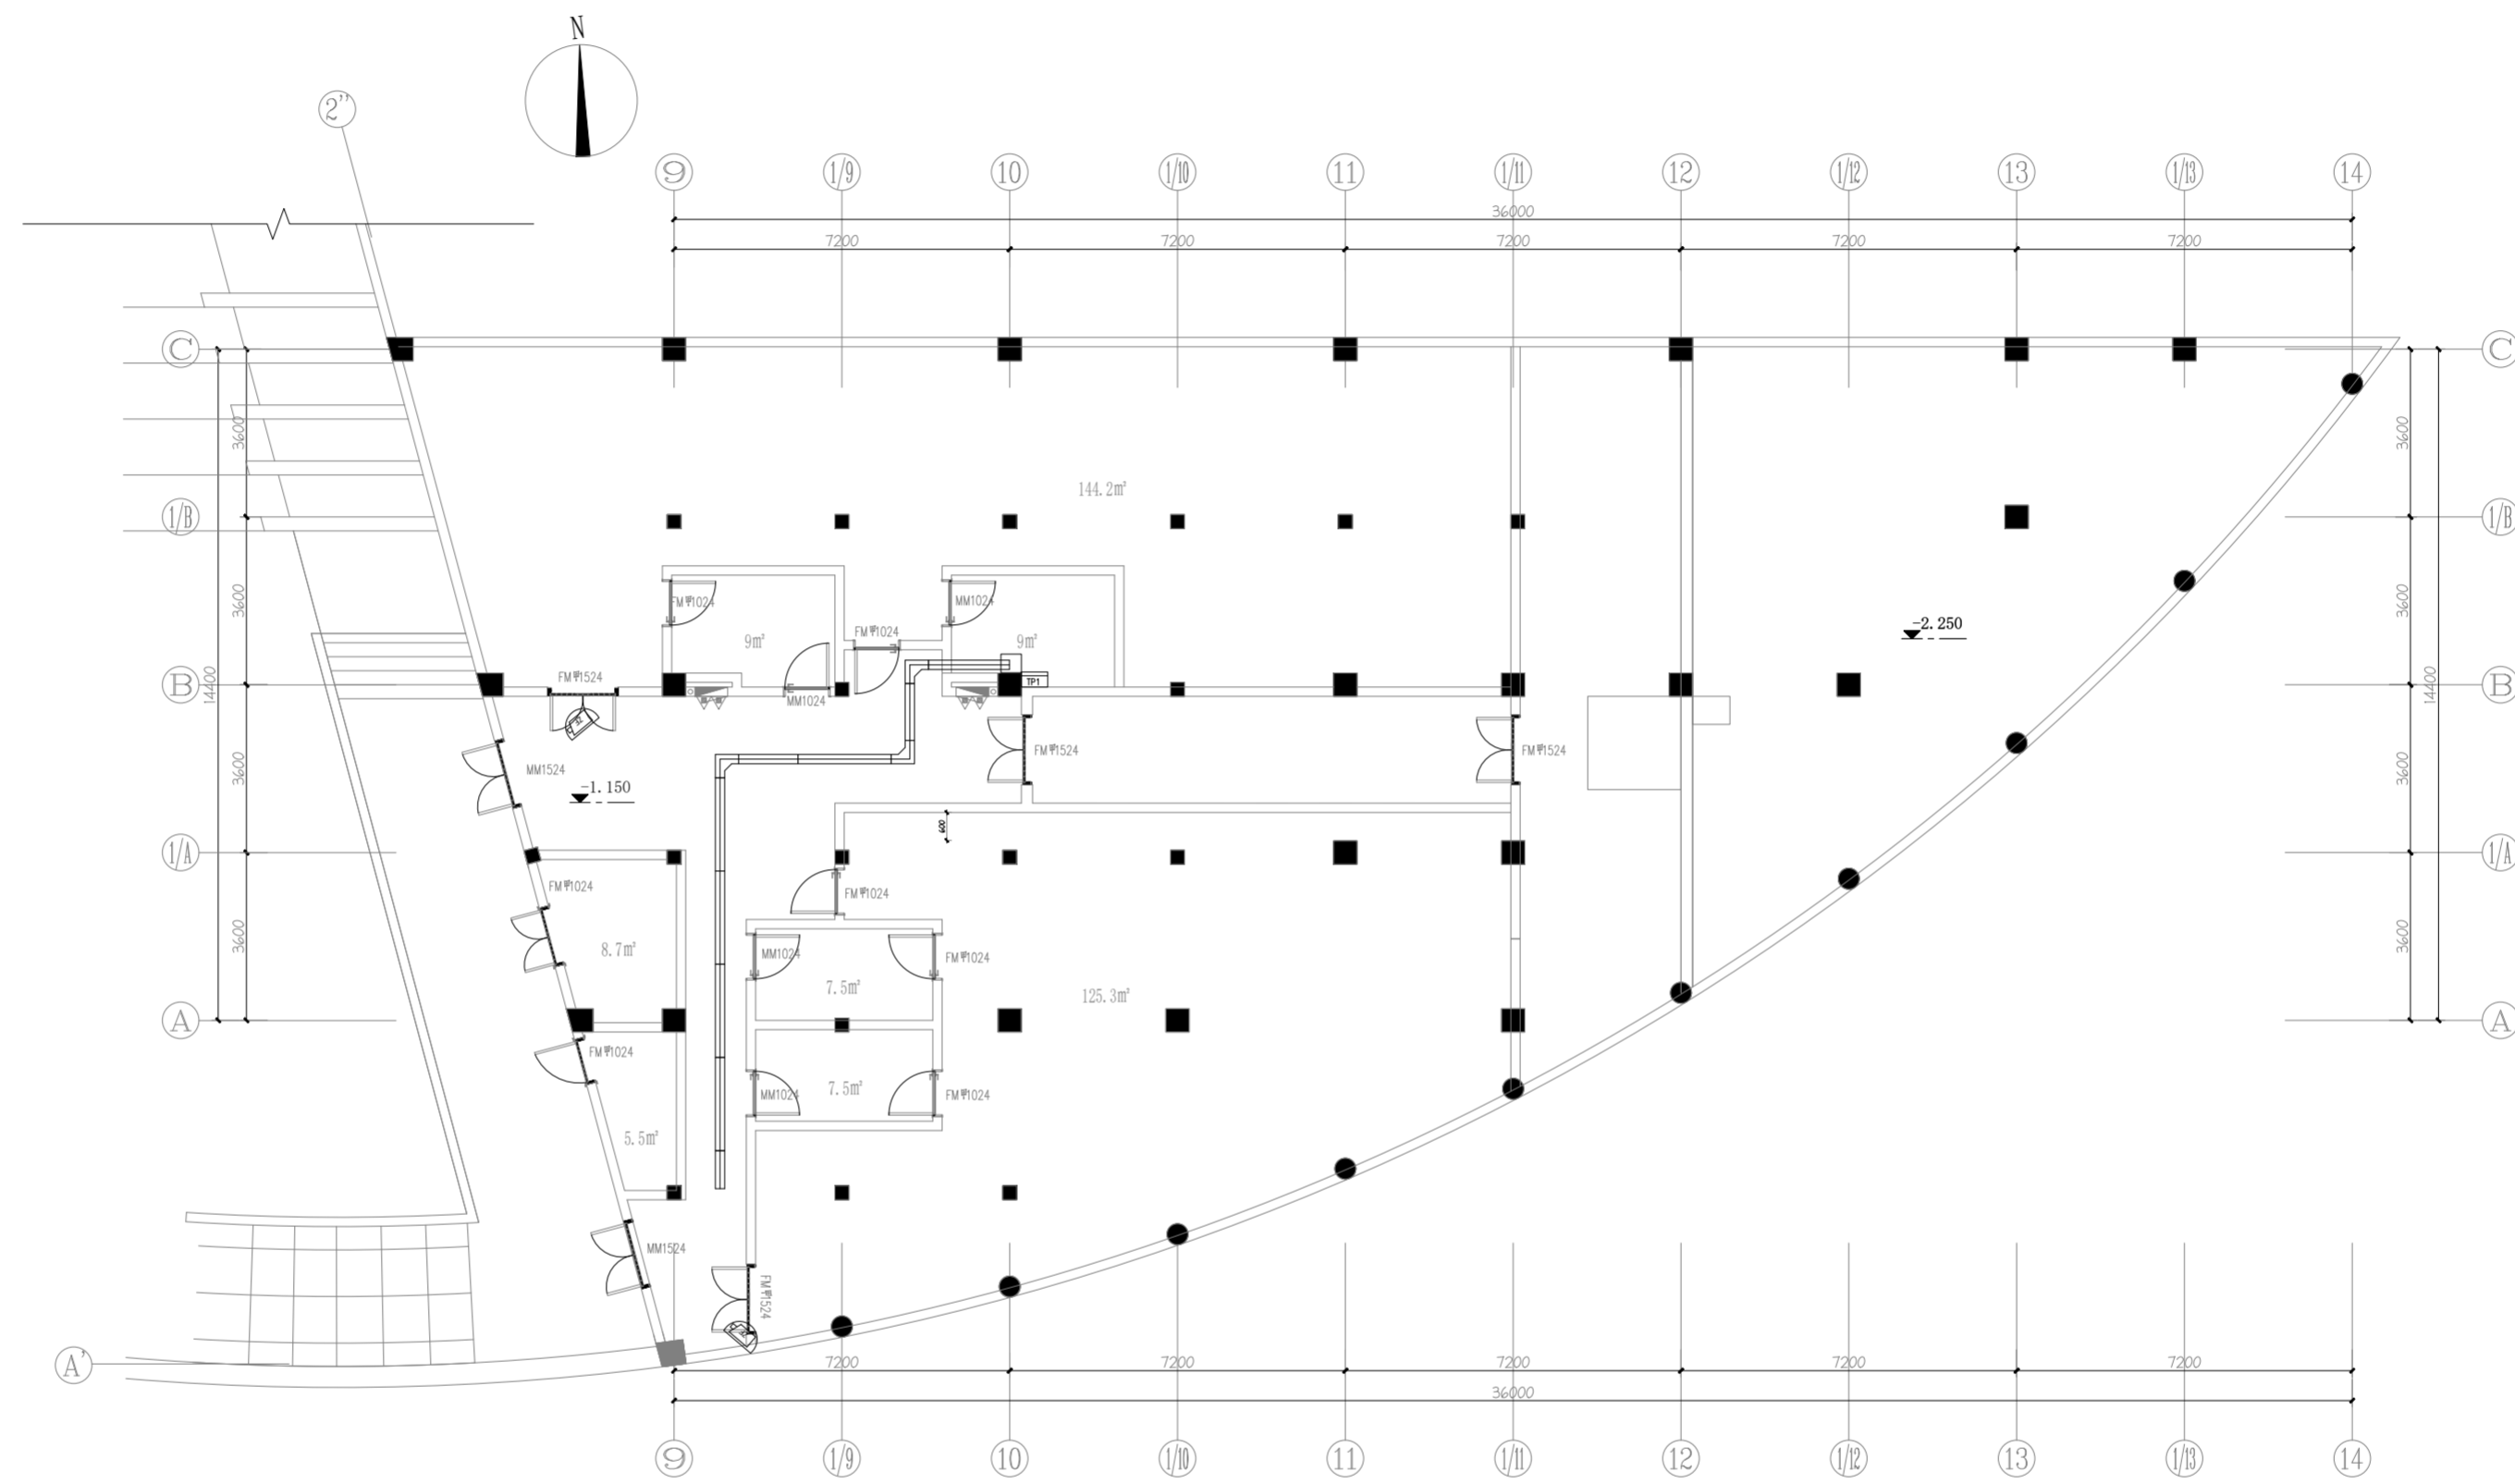 N
2''
9 1/9 10 1/10 11 1/11 12 1/12 13 1/13 14
36000
7200 7200 7200 7200 7200
C C
3600 3600
144.2㎡
1/B 1/B
3600 3600
FM甲1024 MM1024
-2.250
FM甲1024
9㎡ 9㎡
FM甲1524
B B
14400 14400
TP1
MM1024
FM甲1524 FM甲1524
MM1524
3600 3600
-1.150
600
1/A 1/A
FM甲1024 FM甲1024
3600 3600
8.7㎡
MM1024 FM甲1024
7.5㎡
125.3㎡
A A
FM甲1024
7.5㎡
MM1024 FM甲1024
5.5㎡
MM1524
FM甲1524
A'
7200 7200 7200 7200 7200
36000
9 1/9 10 1/10 11 1/11 12 1/12 13 1/13 14